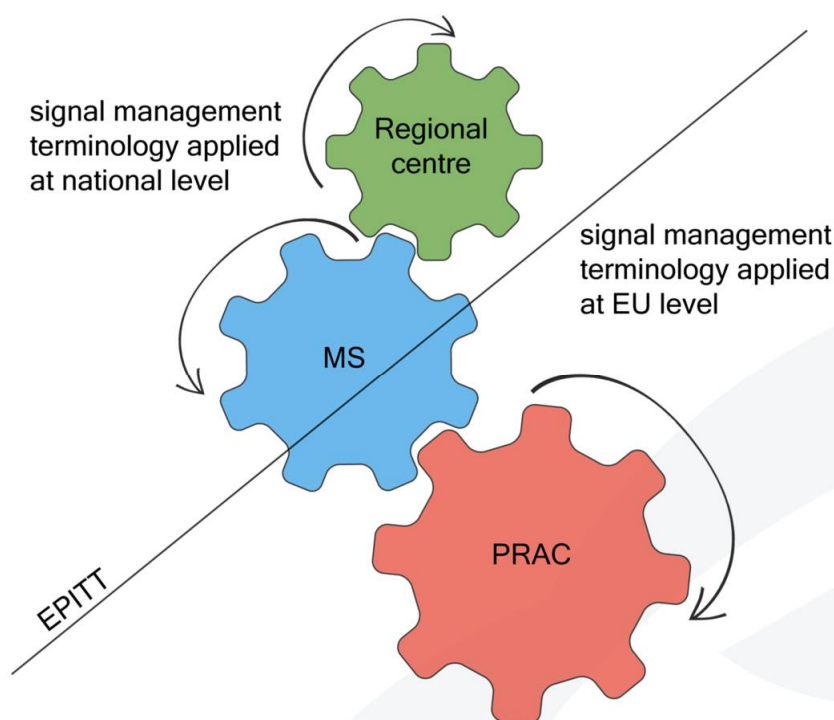 signal management
terminology applied
at national level
Regional
centre
signal management
terminology applied
at EU level
MS
PRAC
EPITT